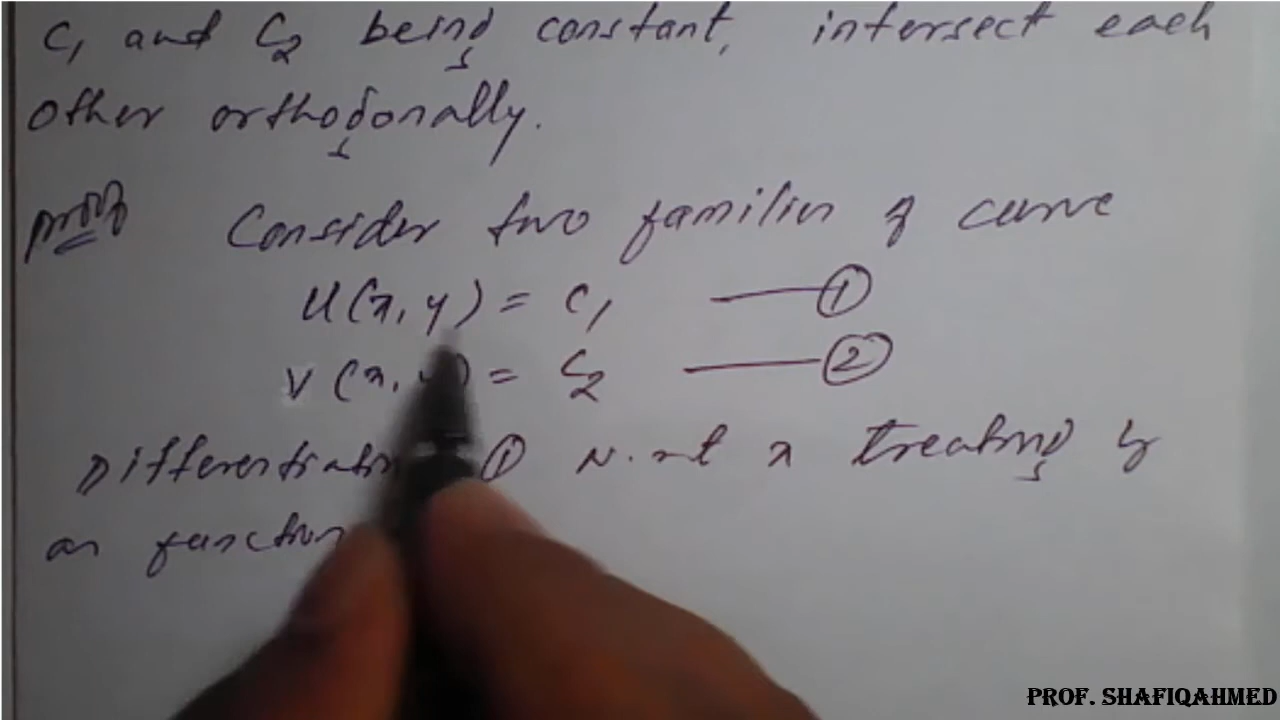 C₁ and C₂ being constant, intersect each
other orthogonally.
proof Consider two families of curve
u(x, y) = C₁ —— ①
v(x, y) = C₂ —— ②
Differentiating ① w.r.t x treating y
as function
PROF. SHAFIQAHMED